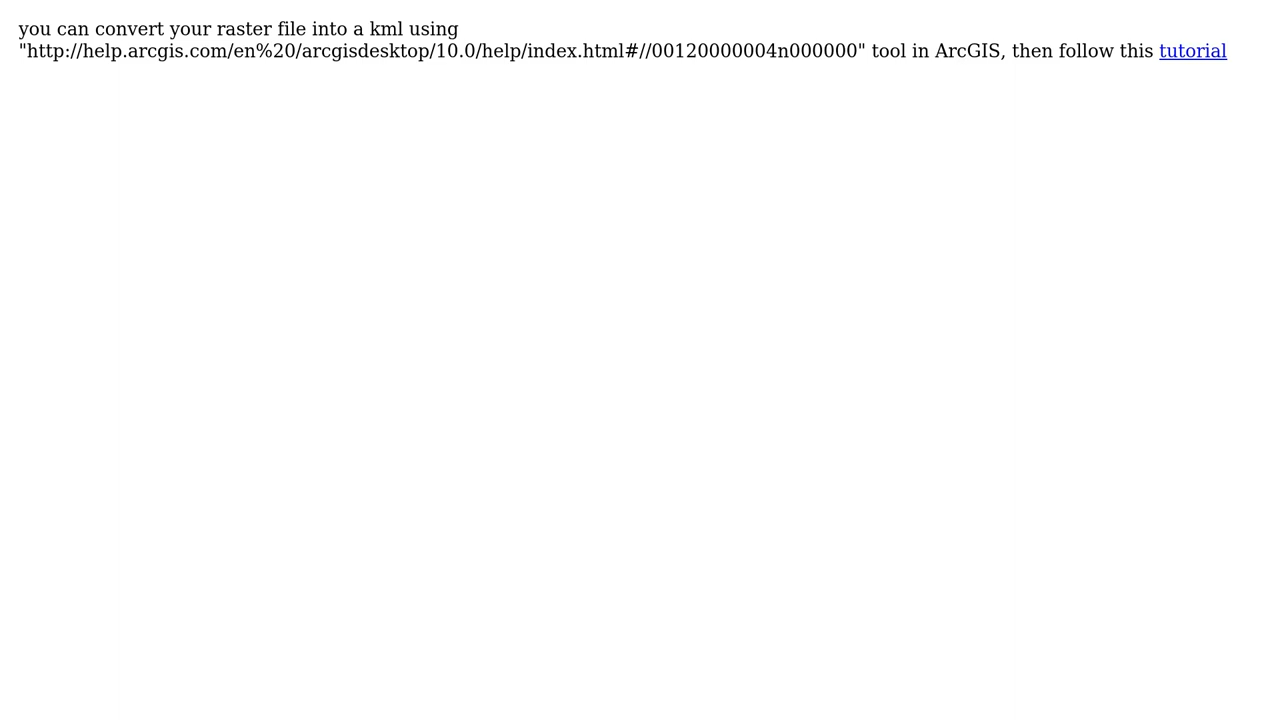 you can convert your raster file into a kml using
"http://help.arcgis.com/en%20/arcgisdesktop/10.0/help/index.html#//00120000004n000000" tool in ArcGIS, then follow this tutorial